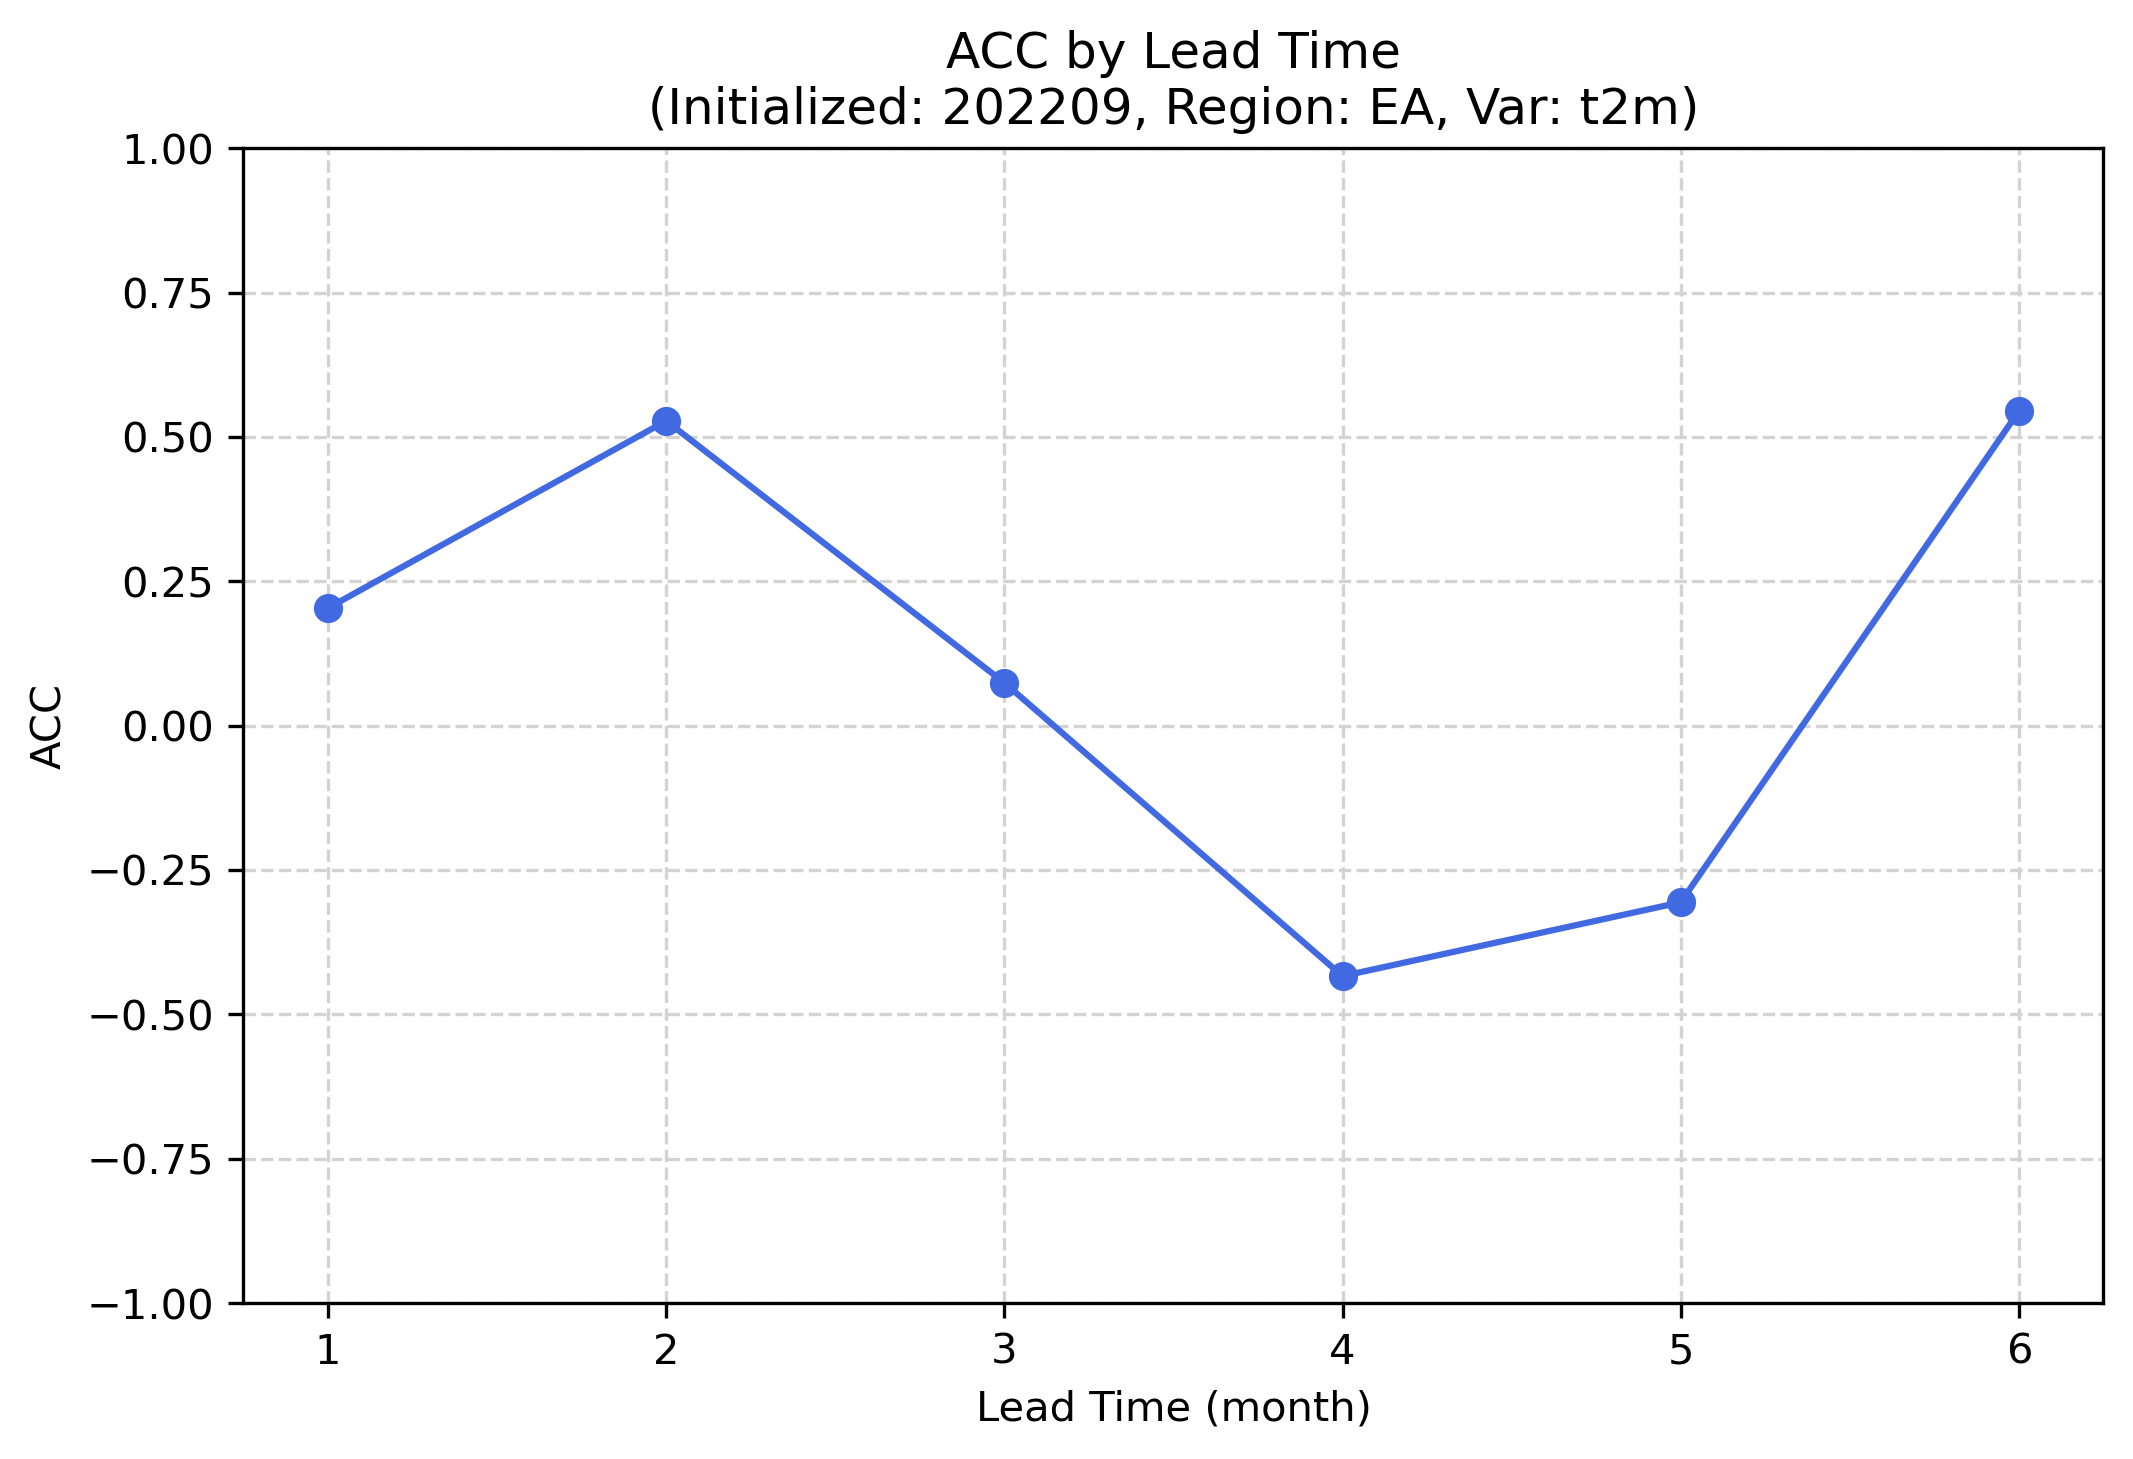 ACC by Lead Time
(Initialized: 202209, Region: EA, Var: t2m)
1.00
0.75
0.50
0.25
0.00
−0.25
−0.50
−0.75
−1.00
ACC
1 2 3 4 5 6
Lead Time (month)